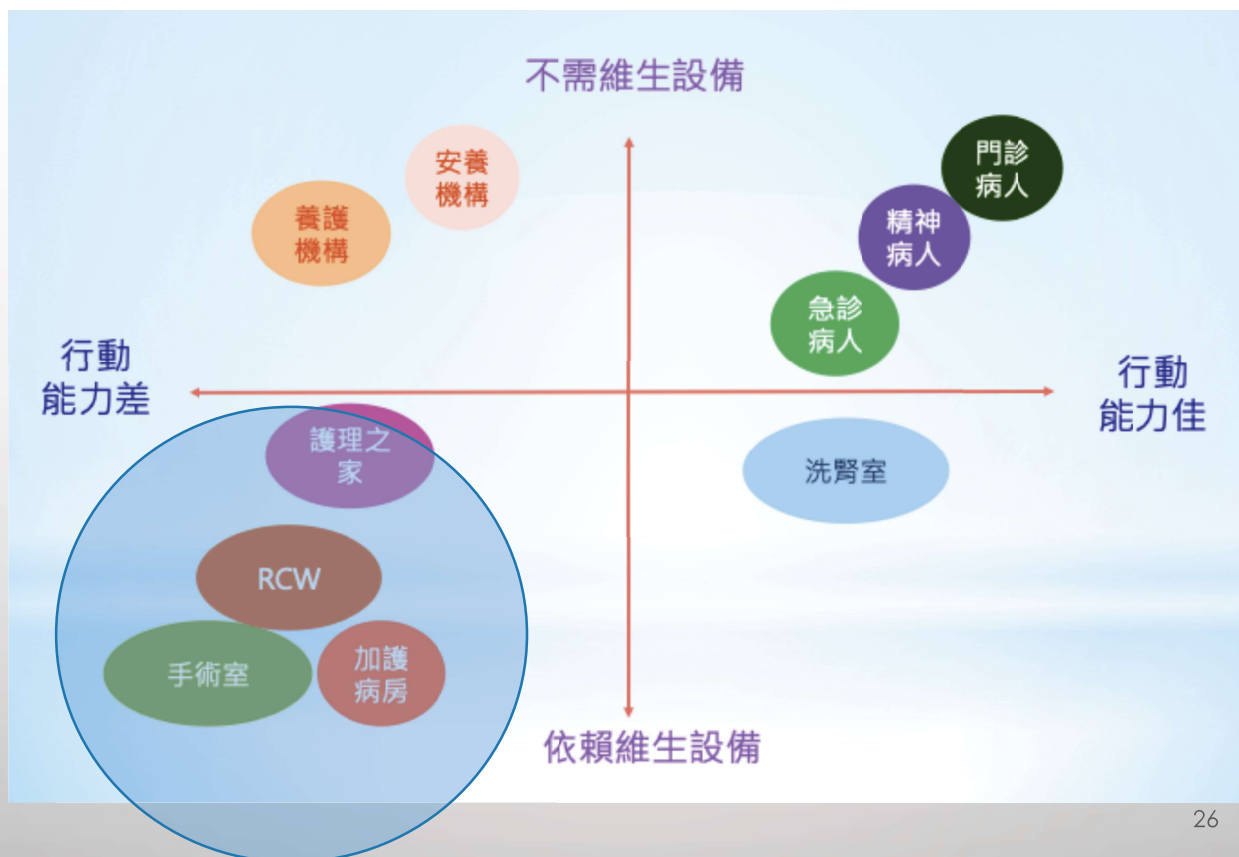 不需維生設備
門診
病人
安養
機構
養護
機構
精神
病人
急診
病人
行動
能力差
行動
能力佳
護理之
家
洗腎室
RCW
手術室
加護
病房
依賴維生設備
26